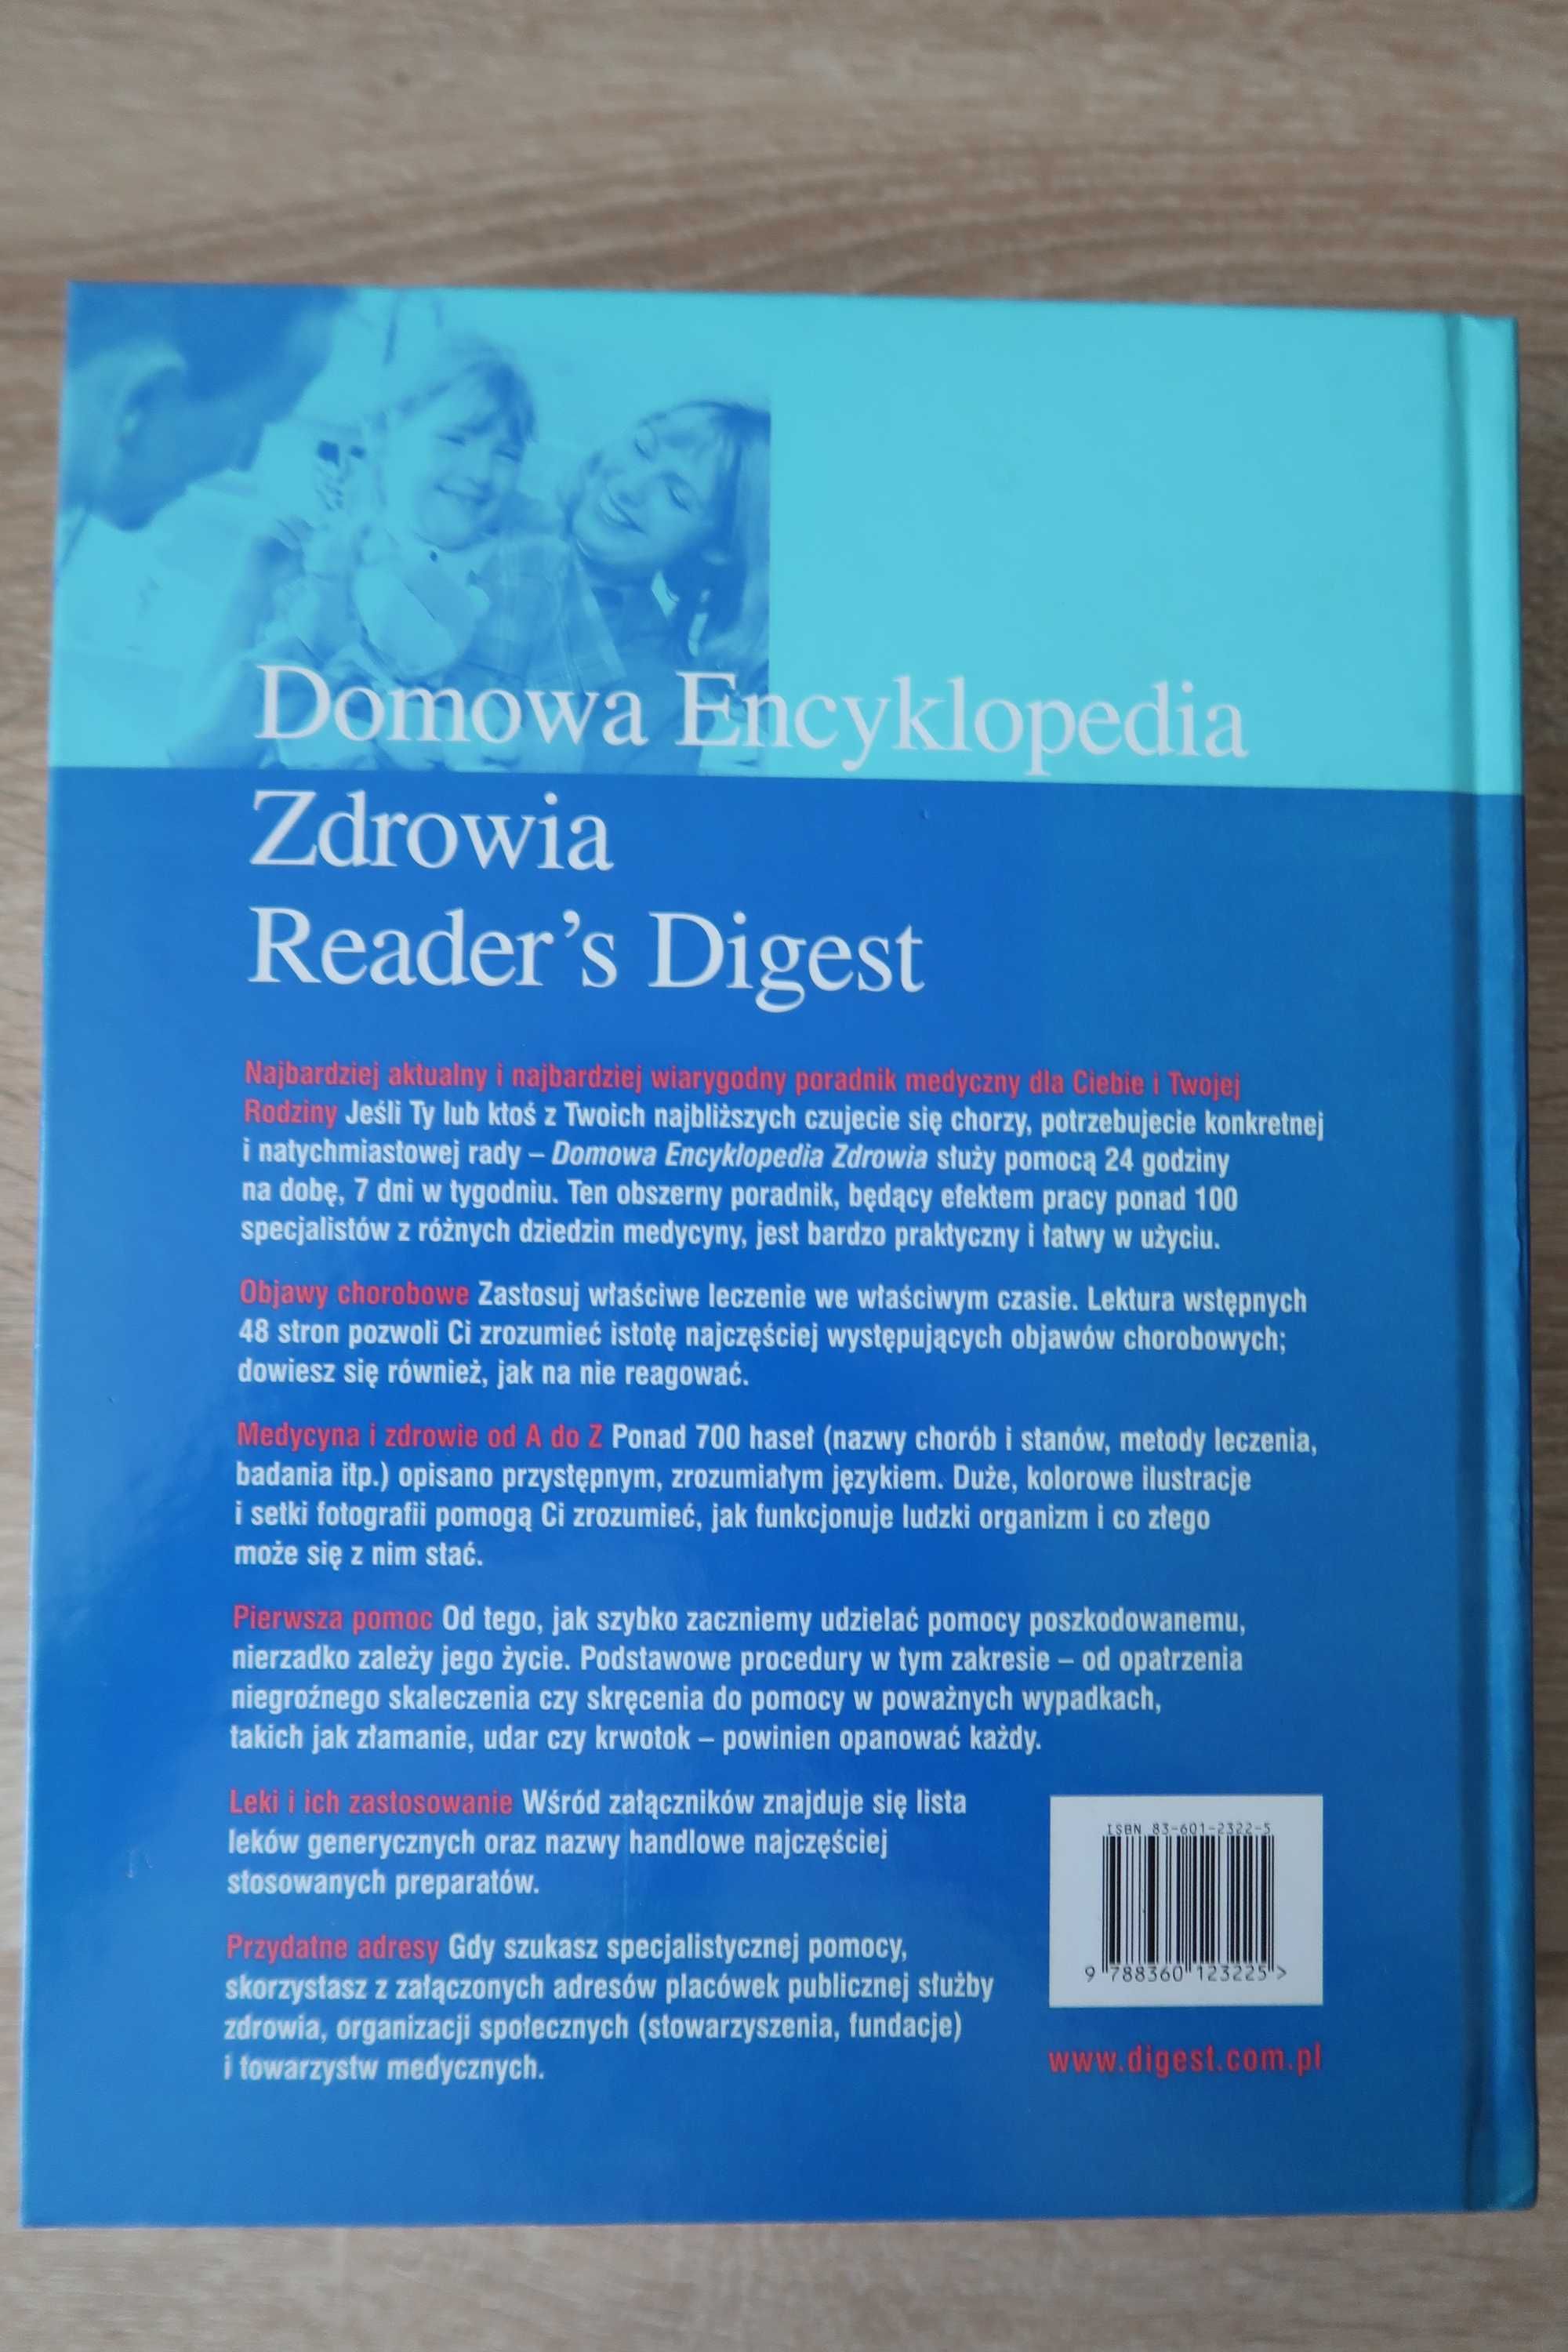 Domowa Encyklopedia
Zdrowia
Reader's Digest
Najbardziej aktualny i najbardziej wiarygodny poradnik medyczny dla Ciebie i Twojej
Rodziny Jeśli Ty lub ktoś z Twoich najbliższych czujecie się chorzy, potrzebujecie konkretnej
i natychmiastowej rady – Domowa Encyklopedia Zdrowia służy pomocą 24 godziny
na dobę, 7 dni w tygodniu. Ten obszerny poradnik, będący efektem pracy ponad 100
specjalistów z różnych dziedzin medycyny, jest bardzo praktyczny i łatwy w użyciu.
Objawy chorobowe Zastosuj właściwe leczenie we właściwym czasie. Lektura wstępnych
48 stron pozwoli Ci zrozumieć istotę najczęściej występujących objawów chorobowych;
dowiesz się również, jak na nie reagować.
Medycyna i zdrowie od A do Z Ponad 700 haseł (nazwy chorób i stanów, metody leczenia,
badania itp.) opisano przystępnym, zrozumiałym językiem. Duże, kolorowe ilustracje
i setki fotografii pomogą Ci zrozumieć, jak funkcjonuje ludzki organizm i co złego
może się z nim stać.
Pierwsza pomoc Od tego, jak szybko zaczniemy udzielać pomocy poszkodowanemu,
nierzadko zależy jego życie. Podstawowe procedury w tym zakresie – od opatrzenia
niegroźnego skaleczenia czy skręcenia do pomocy w poważnych wypadkach,
takich jak złamanie, udar czy krwotok – powinien opanować każdy.
Leki i ich zastosowanie Wśród załączników znajduje się lista
leków generycznych oraz nazwy handlowe najczęściej
stosowanych preparatów.
Przydatne adresy Gdy szukasz specjalistycznej pomocy,
skorzystasz z załączonych adresów placówek publicznej służby
zdrowia, organizacji społecznych (stowarzyszenia, fundacje)
i towarzystw medycznych.
ISBN 83-601-2322-5
9 788360 123225 >
www.digest.com.pl